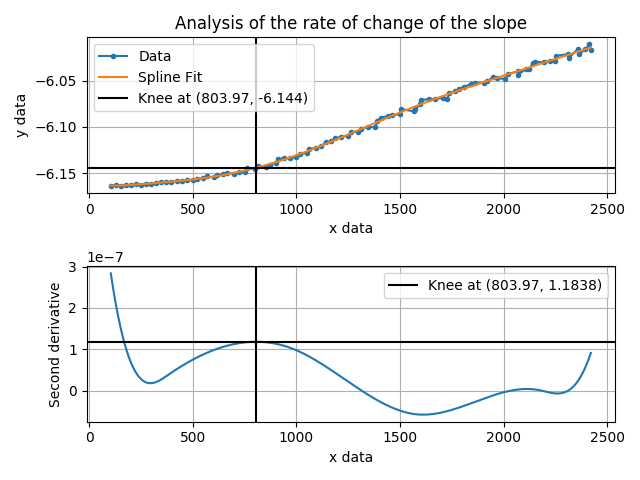 Analysis of the rate of change of the slope
Data
Spline Fit
Knee at (803.97, -6.144)
−6.05
−6.10
−6.15
y data
0 500 1000 1500 2000 2500
x data
1e−7
Knee at (803.97, 1.1838)
3
2
1
0
Second derivative
0 500 1000 1500 2000 2500
x data